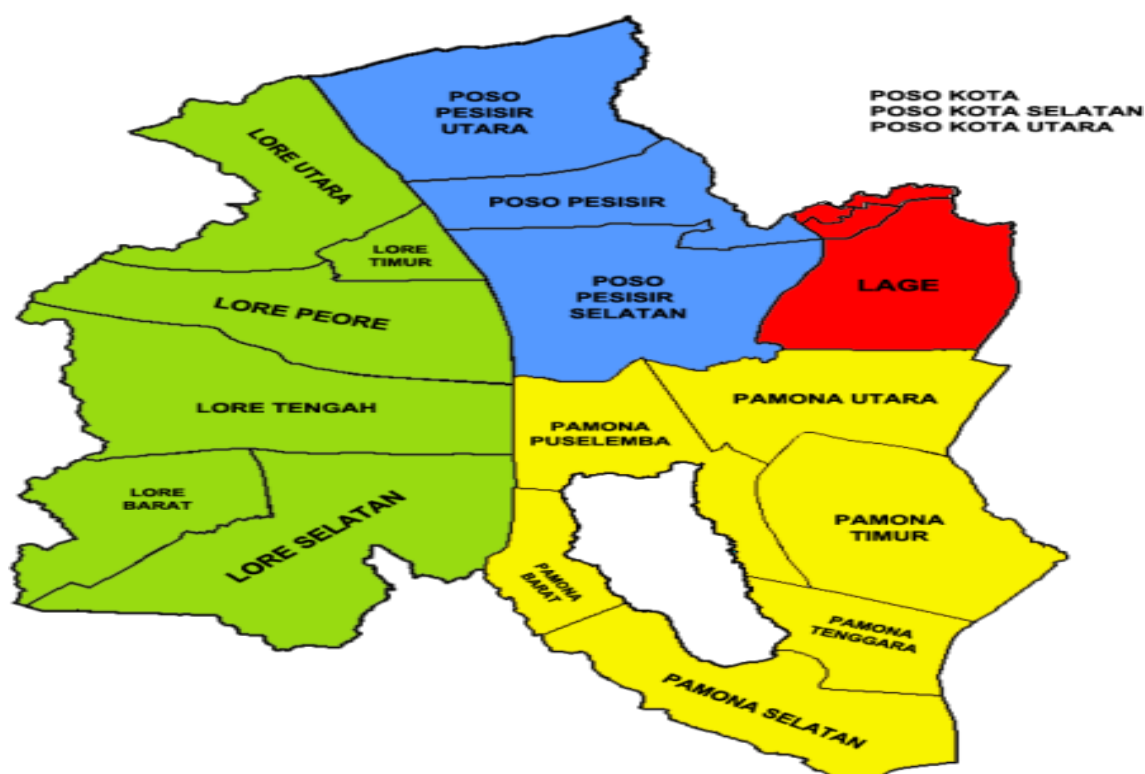 POSO
PESISIR
UTARA
POSO KOTA
POSO KOTA SELATAN
POSO KOTA UTARA
LORE UTARA
POSO PESISIR
LORE
TIMUR
POSO
PESISIR
SELATAN
LAGE
LORE PEORE
LORE TENGAH
PAMONA UTARA
PAMONA
PUSELEMBA
LORE
BARAT
LORE SELATAN
PAMONA
TIMUR
PAMONA
BARAT
PAMONA
TENGGARA
PAMONA SELATAN